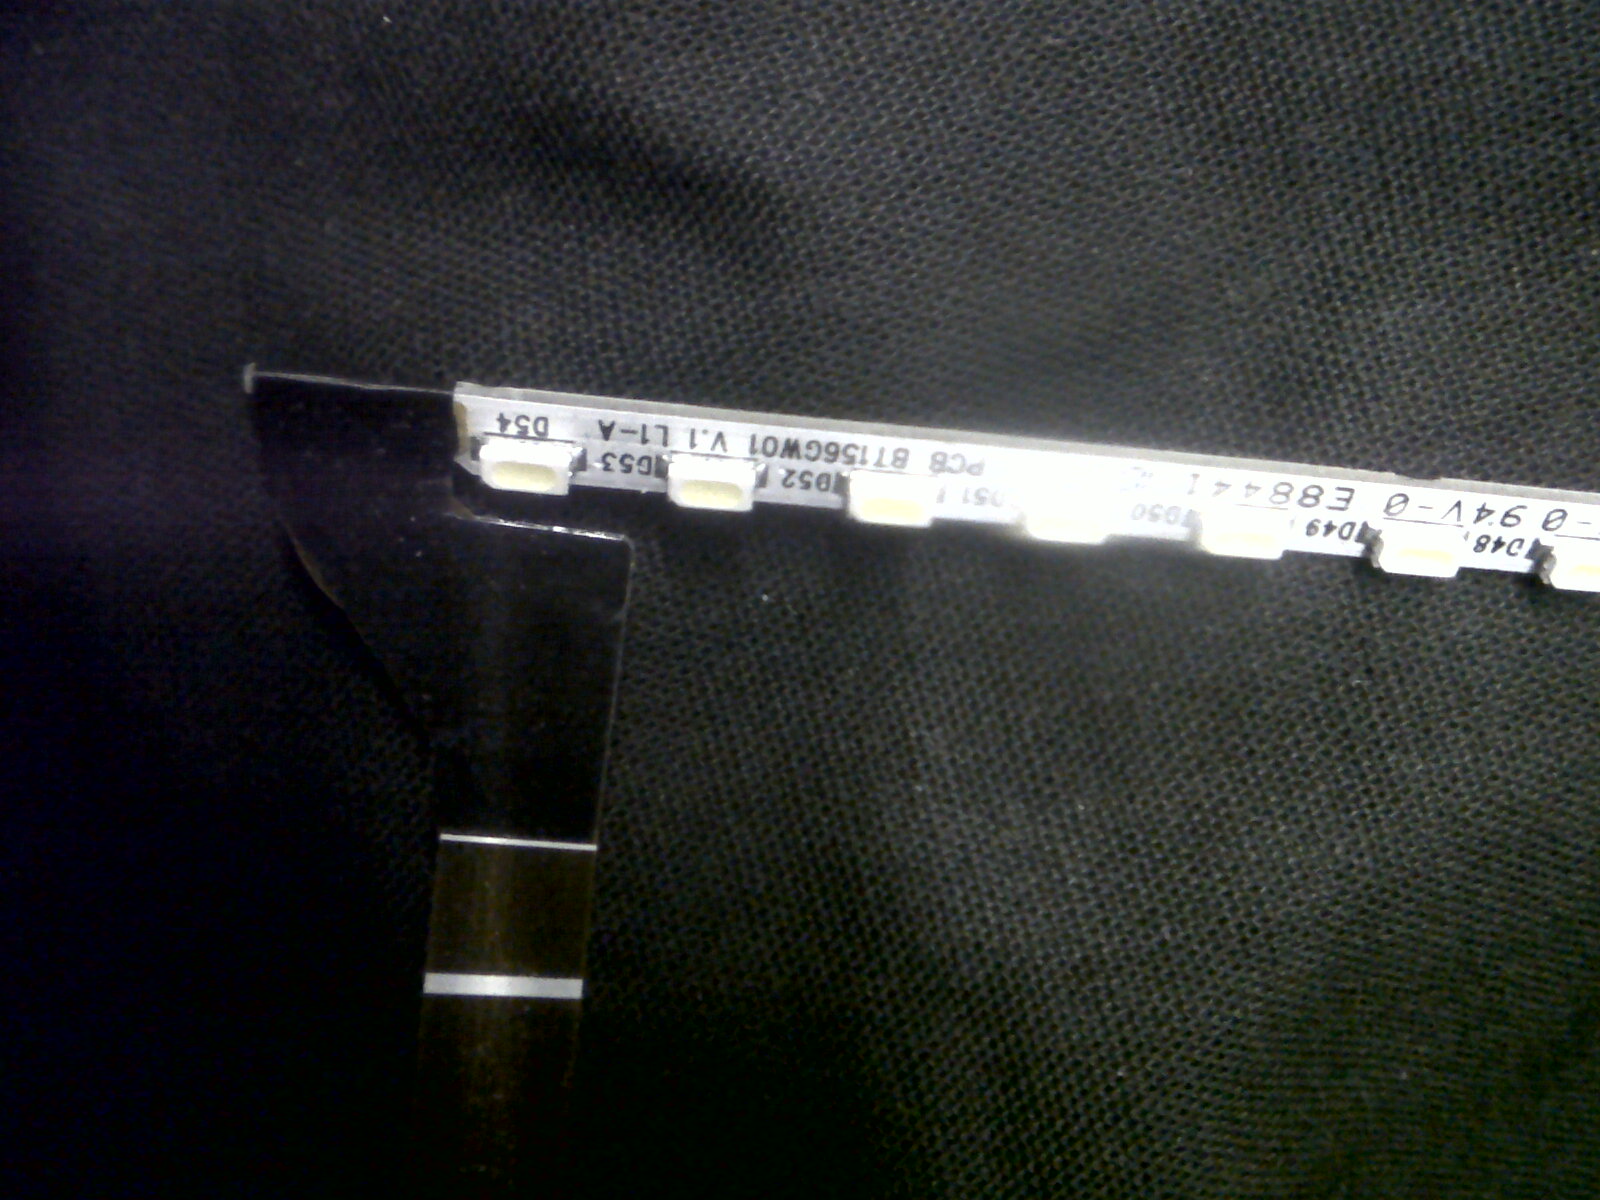 -0 94V-0 E88441
PCB BT156GW01 V.1 L1-A
D48
D49
D50
D51
D52
D53
D54